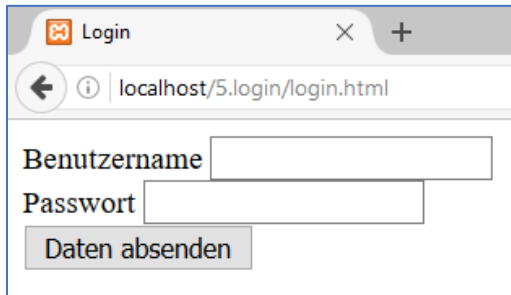 Login
localhost/5.login/login.html
Benutzername
Passwort
Daten absenden